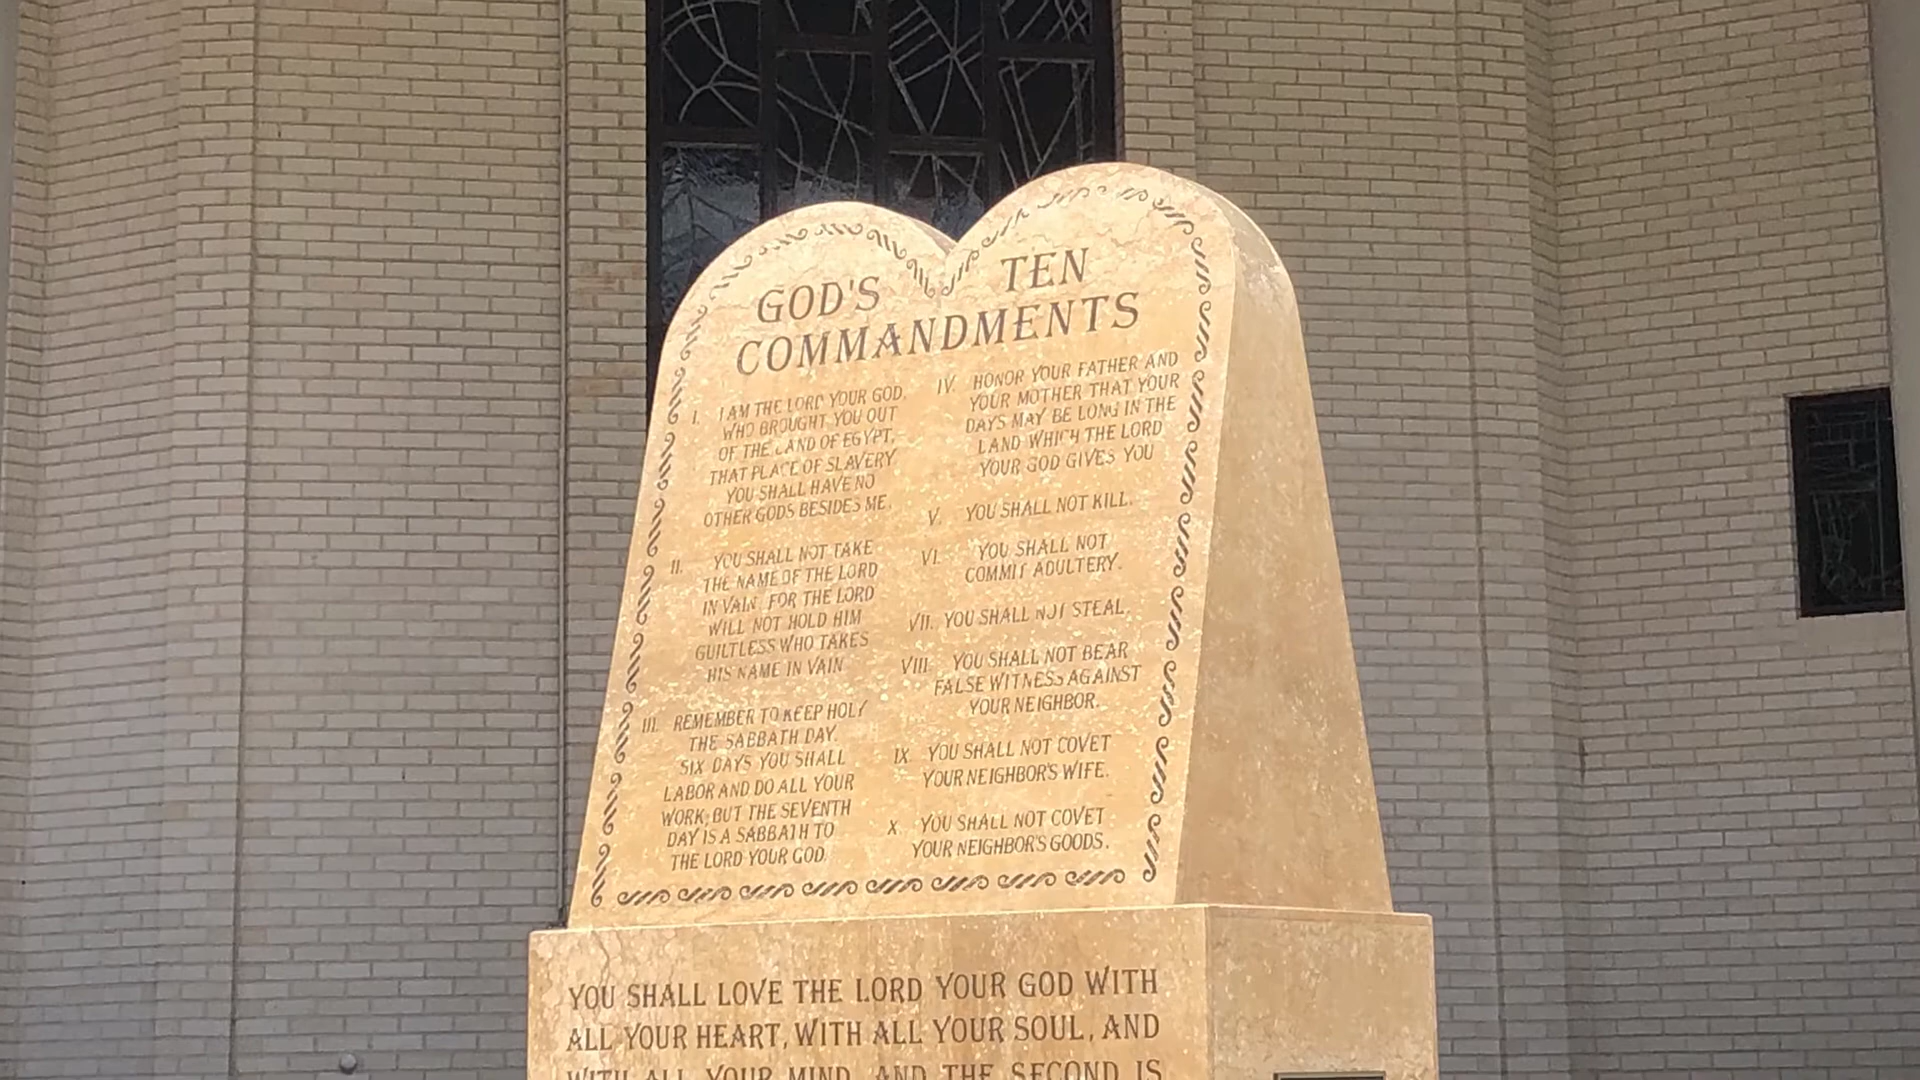 GOD'S TEN
COMMANDMENTS
I. I AM THE LORD YOUR GOD,
WHO BROUGHT YOU OUT
OF THE LAND OF EGYPT,
THAT PLACE OF SLAVERY
YOU SHALL HAVE NO
OTHER GODS BESIDES ME.
II. YOU SHALL NOT TAKE
THE NAME OF THE LORD
IN VAIN FOR THE LORD
WILL NOT HOLD HIM
GUILTLESS WHO TAKES
HIS NAME IN VAIN
III. REMEMBER TO KEEP HOLY
THE SABBATH DAY.
SIX DAYS YOU SHALL
LABOR AND DO ALL YOUR
WORK; BUT THE SEVENTH
DAY IS A SABBATH TO
THE LORD YOUR GOD.
IV. HONOR YOUR FATHER AND
YOUR MOTHER THAT YOUR
DAYS MAY BE LONG IN THE
LAND WHICH THE LORD
YOUR GOD GIVES YOU
V. YOU SHALL NOT KILL.
VI. YOU SHALL NOT
COMMIT ADULTERY.
VII. YOU SHALL NOT STEAL.
VIII. YOU SHALL NOT BEAR
FALSE WITNESS AGAINST
YOUR NEIGHBOR.
IX. YOU SHALL NOT COVET
YOUR NEIGHBOR'S WIFE.
X. YOU SHALL NOT COVET
YOUR NEIGHBOR'S GOODS.
YOU SHALL LOVE THE LORD YOUR GOD WITH
ALL YOUR HEART, WITH ALL YOUR SOUL, AND
WITH ALL YOUR MIND, AND THE SECOND IS